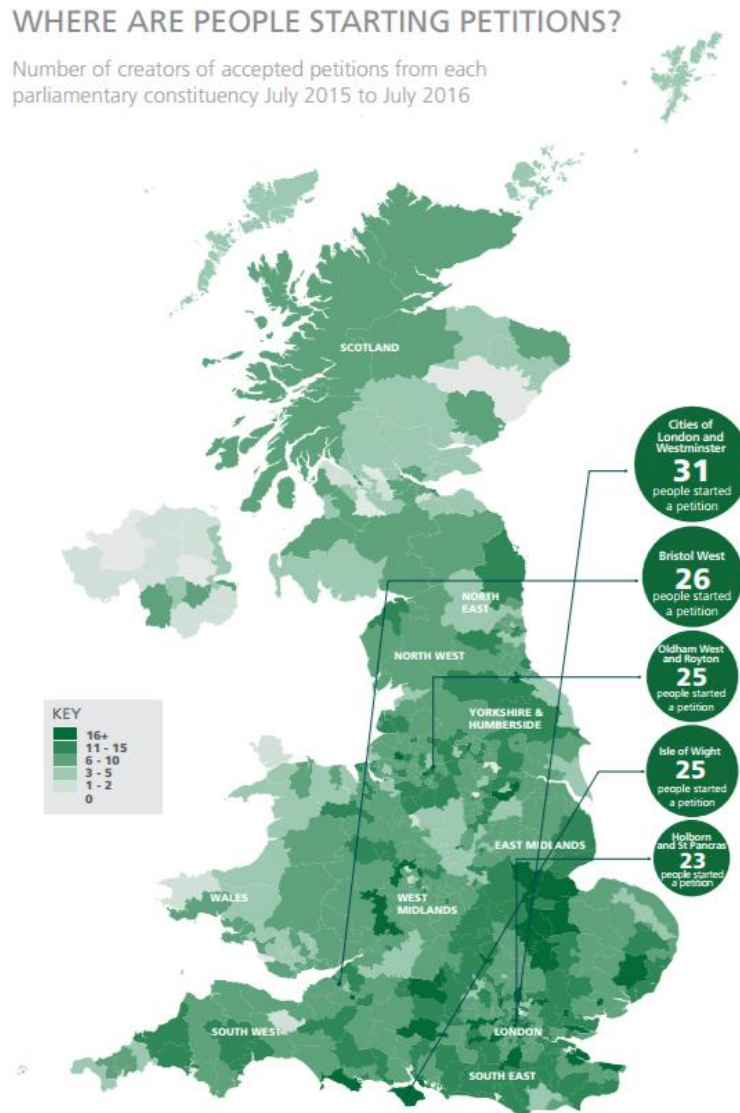 WHERE ARE PEOPLE STARTING PETITIONS?
Number of creators of accepted petitions from each
parliamentary constituency July 2015 to July 2016
SCOTLAND
Cities of
London and
Westminster
31
people started
a petition
Bristol West
26
people started
a petition
NORTH
EAST
NORTH WEST
Oldham West
and Royton
25
people started
a petition
YORKSHIRE &
HUMBERSIDE
KEY
16+
11 - 15
6 - 10
3 - 5
1 - 2
0
Isle of Wight
25
people started
a petition
EAST MIDLANDS
Holborn
and St Pancras
23
people started
a petition
WALES
WEST
MIDLANDS
SOUTH WEST
LONDON
SOUTH EAST